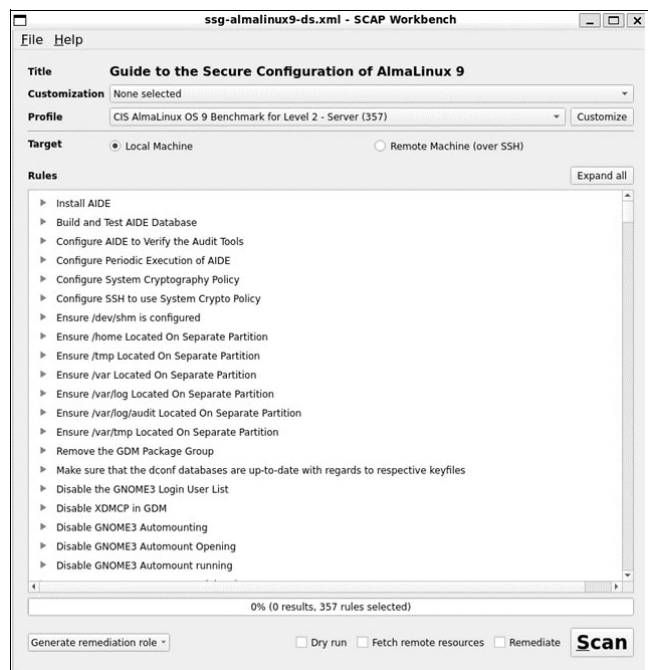 ssg-almalinux9-ds.xml - SCAP Workbench
File Help
Title Guide to the Secure Configuration of AlmaLinux 9
Customization None selected
Profile CIS AlmaLinux OS 9 Benchmark for Level 2 - Server (357) Customize
Target Local Machine Remote Machine (over SSH)
Rules Expand all
Install AIDE
Build and Test AIDE Database
Configure AIDE to Verify the Audit Tools
Configure Periodic Execution of AIDE
Configure System Cryptography Policy
Configure SSH to use System Crypto Policy
Ensure /dev/shm is configured
Ensure /home Located On Separate Partition
Ensure /tmp Located On Separate Partition
Ensure /var Located On Separate Partition
Ensure /var/log Located On Separate Partition
Ensure /var/log/audit Located On Separate Partition
Ensure /var/tmp Located On Separate Partition
Remove the GDM Package Group
Make sure that the dconf databases are up-to-date with regards to respective keyfiles
Disable the GNOME3 Login User List
Disable XDMCP in GDM
Disable GNOME3 Automounting
Disable GNOME3 Automount Opening
Disable GNOME3 Automount running
0% (0 results, 357 rules selected)
Generate remediation role Dry run Fetch remote resources Remediate Scan